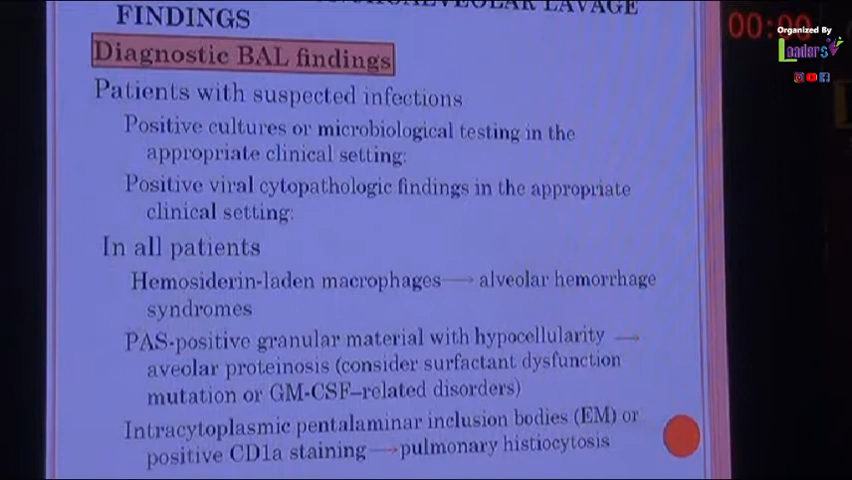 LAVAGE
FINDINGS
00:00
Organized By
Leaders
Diagnostic BAL findings
Patients with suspected infections
Positive cultures or microbiological testing in the
appropriate clinical setting:
Positive viral cytopathologic findings in the appropriate
clinical setting:
In all patients
Hemosiderin-laden macrophages → alveolar hemorrhage
syndromes
PAS-positive granular material with hypocellularity →
aveolar proteinosis (consider surfactant dysfunction
mutation or GM-CSF–related disorders)
Intracytoplasmic pentalaminar inclusion bodies (EM) or
positive CD1a staining → pulmonary histiocytosis